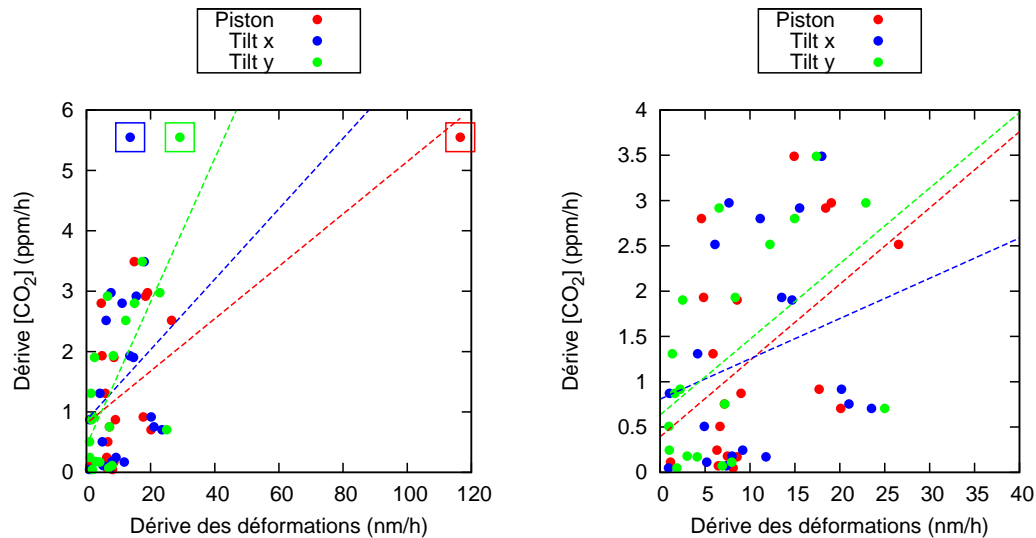 Piston
Tilt x
Tilt y
6
5
4
3
2
1
0
0 20 40 60 80 100 120
Dérive [CO2] (ppm/h)
Dérive des déformations (nm/h)
Piston
Tilt x
Tilt y
4
3.5
3
2.5
2
1.5
1
0.5
0
0 5 10 15 20 25 30 35 40
Dérive [CO2] (ppm/h)
Dérive des déformations (nm/h)